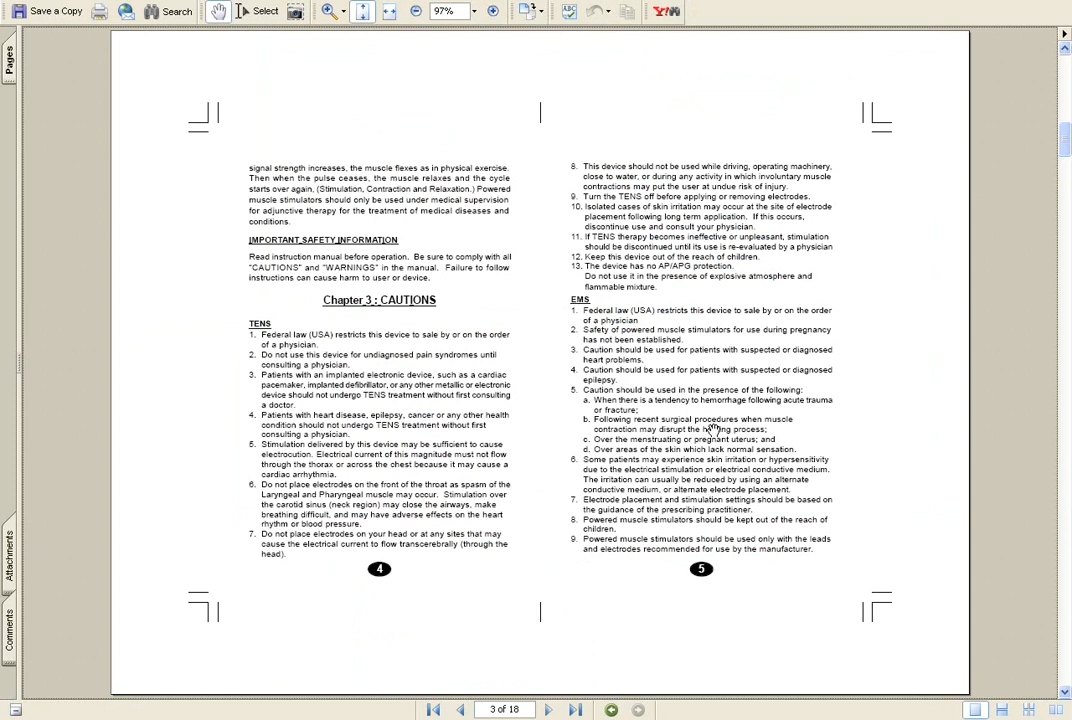 Save a Copy
Search
Select
97%
Y!
Pages
Attachments
Comments
signal strength increases, the muscle flexes as in physical exercise.
Then when the pulse ceases, the muscle relaxes and the cycle
starts over again, (Stimulation, Contraction and Relaxation.) Powered
muscle stimulators should only be used under medical supervision
for adjunctive therapy for the treatment of medical diseases and
conditions.
IMPORTANT SAFETY INFORMATION
Read instruction manual before operation. Be sure to comply with all
"CAUTIONS" and "WARNINGS" in the manual. Failure to follow
instructions can cause harm to user or device.
Chapter 3 : CAUTIONS
TENS
1. Federal law (USA) restricts this device to sale by or on the order
of a physician.
2. Do not use this device for undiagnosed pain syndromes until
consulting a physician.
3. Patients with an implanted electronic device, such as a cardiac
pacemaker, implanted defibrillator, or any other metallic or electronic
device should not undergo TENS treatment without first consulting
a doctor.
4. Patients with heart disease, epilepsy, cancer or any other health
condition should not undergo TENS treatment without first
consulting a physician.
5. Stimulation delivered by this device may be sufficient to cause
electrocution. Electrical current of this magnitude must not flow
through the thorax or across the chest because it may cause a
cardiac arrhythmia.
6. Do not place electrodes on the front of the throat as spasm of the
Laryngeal and Pharyngeal muscle may occur. Stimulation over
the carotid sinus (neck region) may close the airways, make
breathing difficult, and may have adverse effects on the heart
rhythm or blood pressure.
7. Do not place electrodes on your head or at any sites that may
cause the electrical current to flow transcerebrally (through the
head).
4
8. This device should not be used while driving, operating machinery,
close to water, or during any activity in which involuntary muscle
contractions may put the user at undue risk of injury.
9. Turn the TENS off before applying or removing electrodes.
10. Isolated cases of skin irritation may occur at the site of electrode
placement following long term application. If this occurs,
discontinue use and consult your physician.
11. If TENS therapy becomes ineffective or unpleasant, stimulation
should be discontinued until its use is re-evaluated by a physician
12. Keep this device out of the reach of children.
13. The device has no AP/APG protection.
Do not use it in the presence of explosive atmosphere and
flammable mixture.
EMS
1. Federal law (USA) restricts this device to sale by or on the order
of a physician
2. Safety of powered muscle stimulators for use during pregnancy
has not been established.
3. Caution should be used for patients with suspected or diagnosed
heart problems.
4. Caution should be used for patients with suspected or diagnosed
epilepsy.
5. Caution should be used in the presence of the following:
a. When there is a tendency to hemorrhage following acute trauma
or fracture;
b. Following recent surgical procedures when muscle
contraction may disrupt the healing process;
c. Over the menstruating or pregnant uterus; and
d. Over areas of the skin which lack normal sensation.
6. Some patients may experience skin irritation or hypersensitivity
due to the electrical stimulation or electrical conductive medium.
The irritation can usually be reduced by using an alternate
conductive medium, or alternate electrode placement.
7. Electrode placement and stimulation settings should be based on
the guidance of the prescribing practitioner.
8. Powered muscle stimulators should be kept out of the reach of
children.
9. Powered muscle stimulators should be used only with the leads
and electrodes recommended for use by the manufacturer.
5
3 of 18